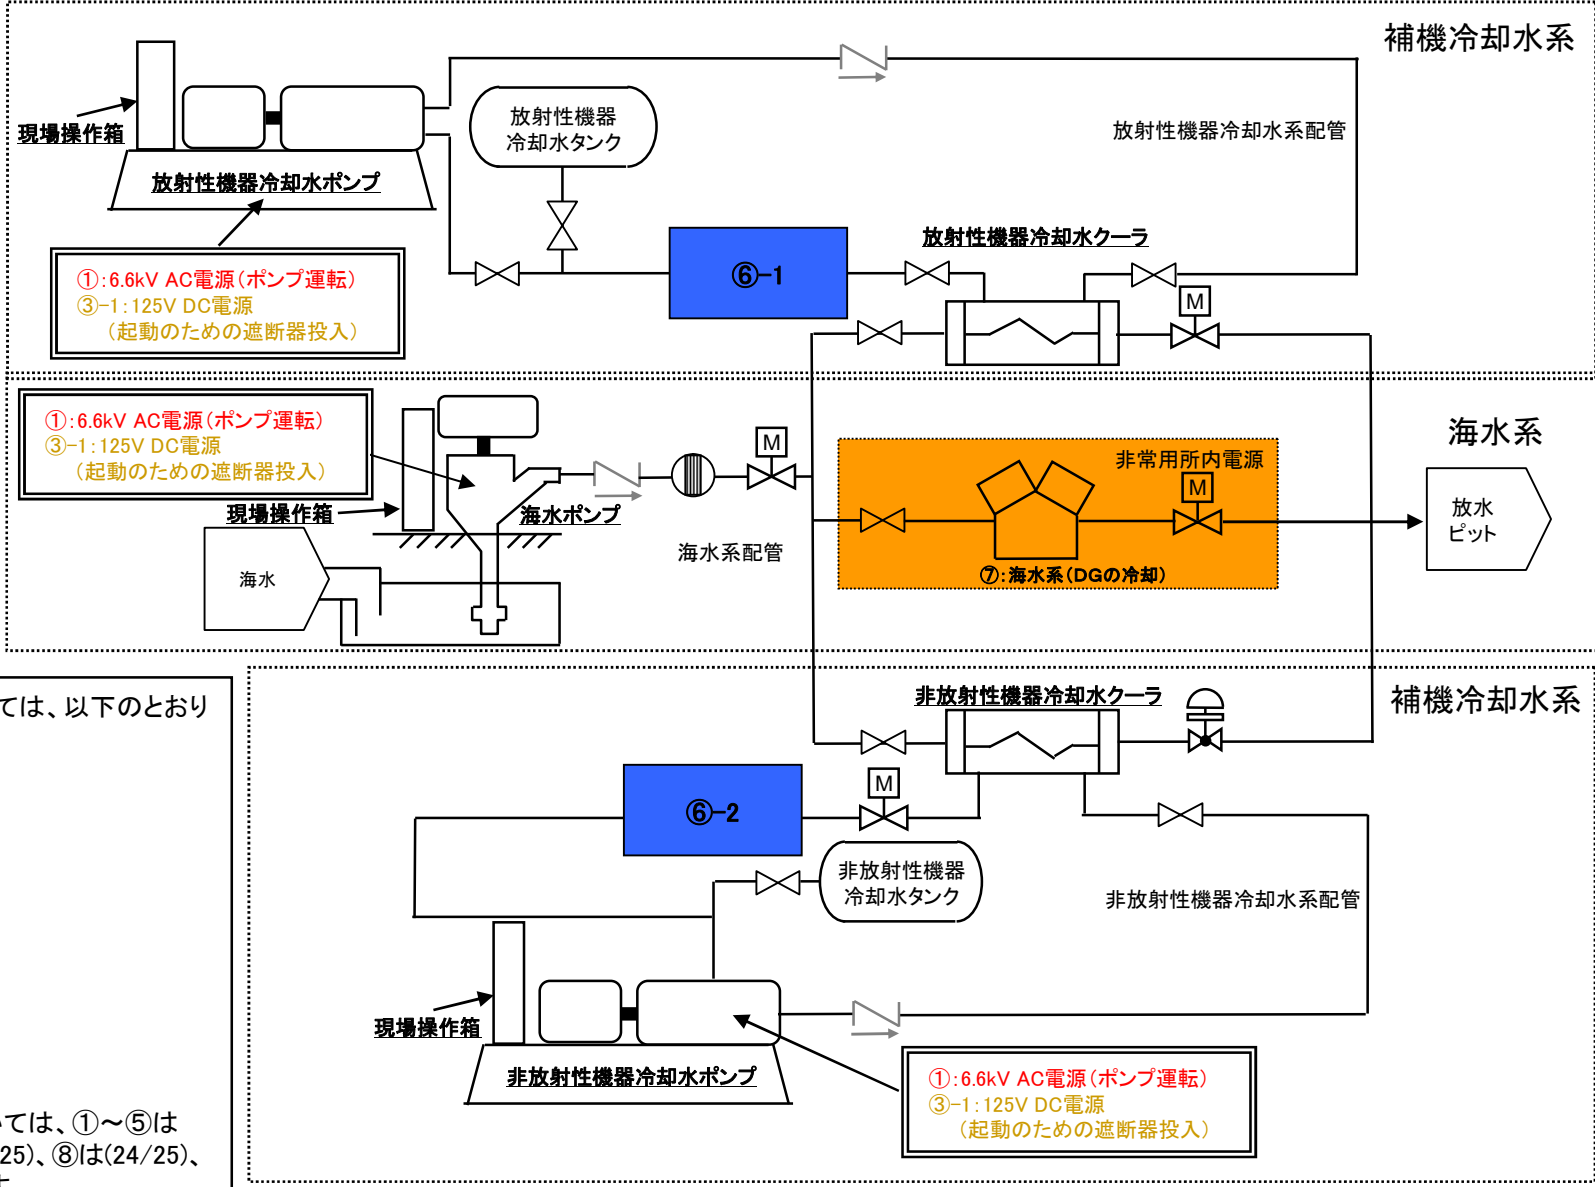 補機冷却水系
現場操作箱
放射性機器
冷却水タンク
放射性機器冷却水系配管
放射性機器冷却水ポンプ
放射性機器冷却水クーラ
①:6.6kV AC電源(ポンプ運転)
③-1:125V DC電源
(起動のための遮断器投入)
⑥-1
M
①:6.6kV AC電源(ポンプ運転)
③-1:125V DC電源
(起動のための遮断器投入)
海水系
M
非常用所内電源
M
現場操作箱
海水ポンプ
放水
ピット
海水系配管
海水
⑦:海水系(DGの冷却)
ては、以下のとおり
非放射性機器冷却水クーラ
補機冷却水系
M
⑥-2
非放射性機器
冷却水タンク
非放射性機器冷却水系配管
現場操作箱
非放射性機器冷却水ポンプ
①:6.6kV AC電源(ポンプ運転)
③-1:125V DC電源
(起動のための遮断器投入)
いては、①~⑤は
25)、⑧は(24/25)、